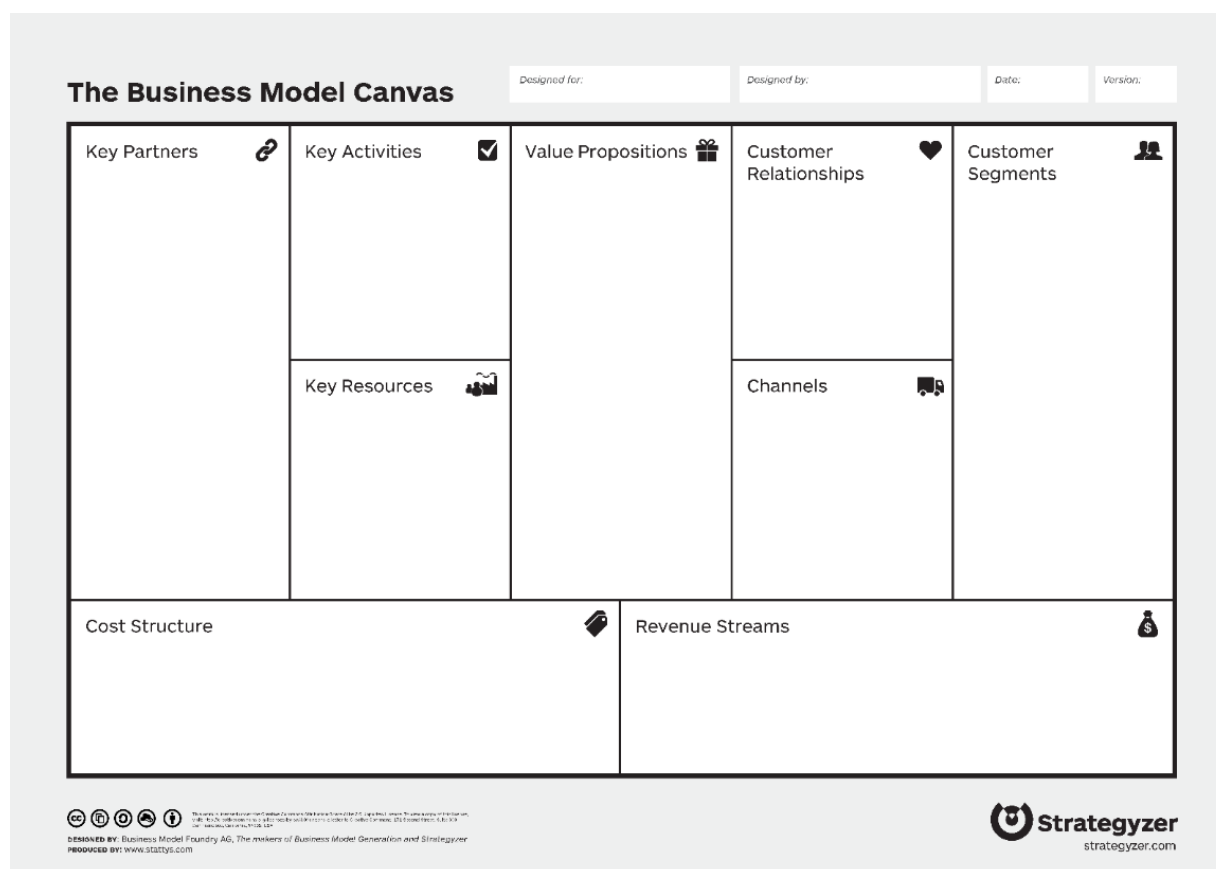 The Business Model Canvas
Designed for:
Designed by:
Date:
Version:
Key Partners
Key Activities
Value Propositions
Customer
Relationships
Customer
Segments
Key Resources
Channels
Cost Structure
Revenue Streams
$
cc
DESIGNED BY: Business Model Foundry AG, The makers of Business Model Generation and Strategyzer
PRODUCED BY: www.stattys.com
Strategyzer
strategyzer.com